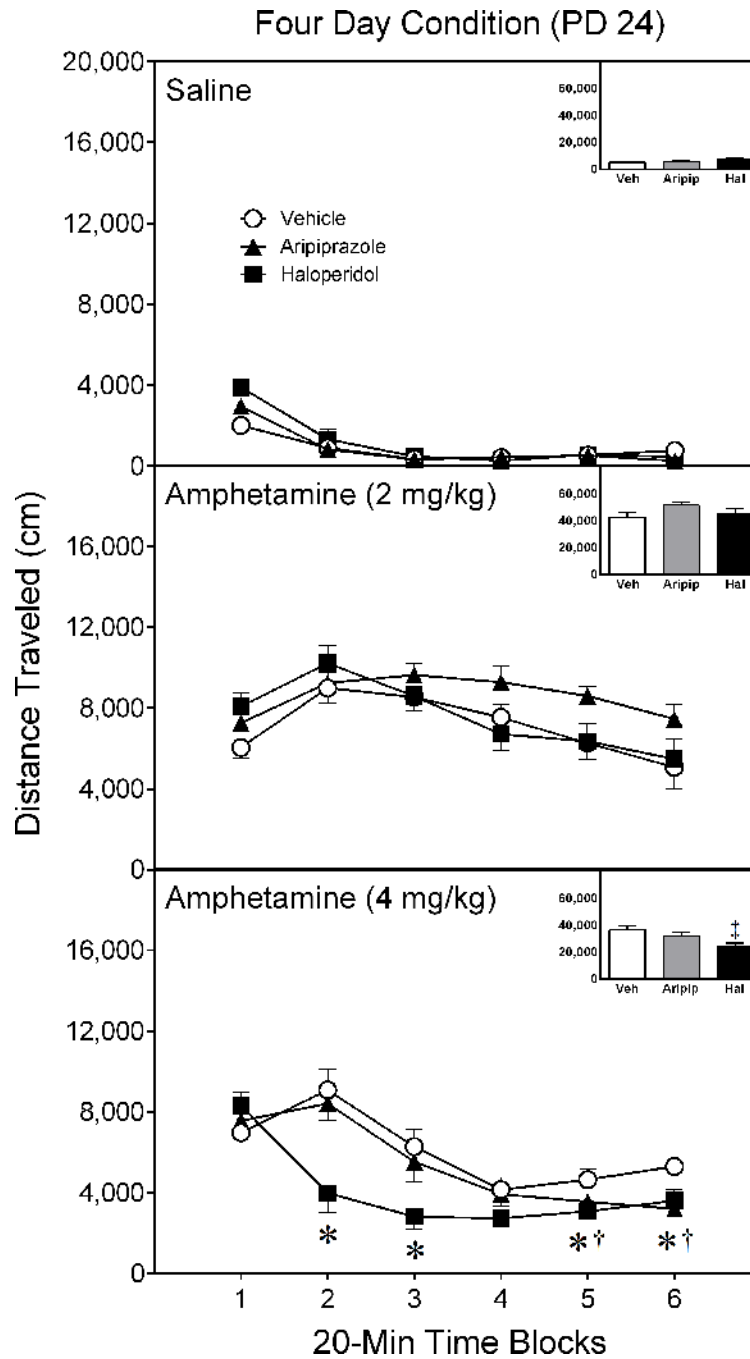 Four Day Condition (PD 24)
20,000
Saline
16,000
12,000
8,000
4,000
0
60,000
40,000
20,000
0
Veh Aripip Hal
Vehicle
Aripiprazole
Haloperidol
Amphetamine (2 mg/kg)
16,000
12,000
8,000
4,000
0
60,000
40,000
20,000
0
Veh Aripip Hal
Distance Traveled (cm)
Amphetamine (4 mg/kg)
16,000
12,000
8,000
4,000
0
60,000
40,000
20,000
0
‡
Veh Aripip Hal
* * *† *†
1 2 3 4 5 6
20-Min Time Blocks